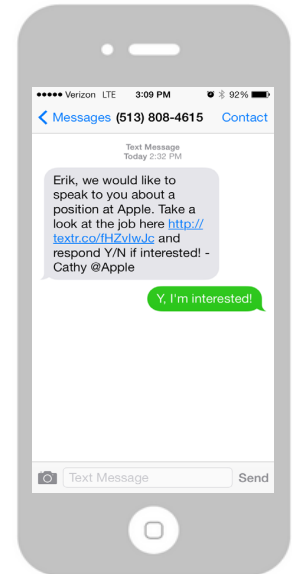 Verizon LTE 3:09 PM 92%
Messages (513) 808-4615 Contact
Text Message
Today 2:32 PM
Erik, we would like to
speak to you about a
position at Apple. Take a
look at the job here http://
textr.co/fHZvIwJc and
respond Y/N if interested! -
Cathy @Apple
Y, I'm interested!
Text Message Send